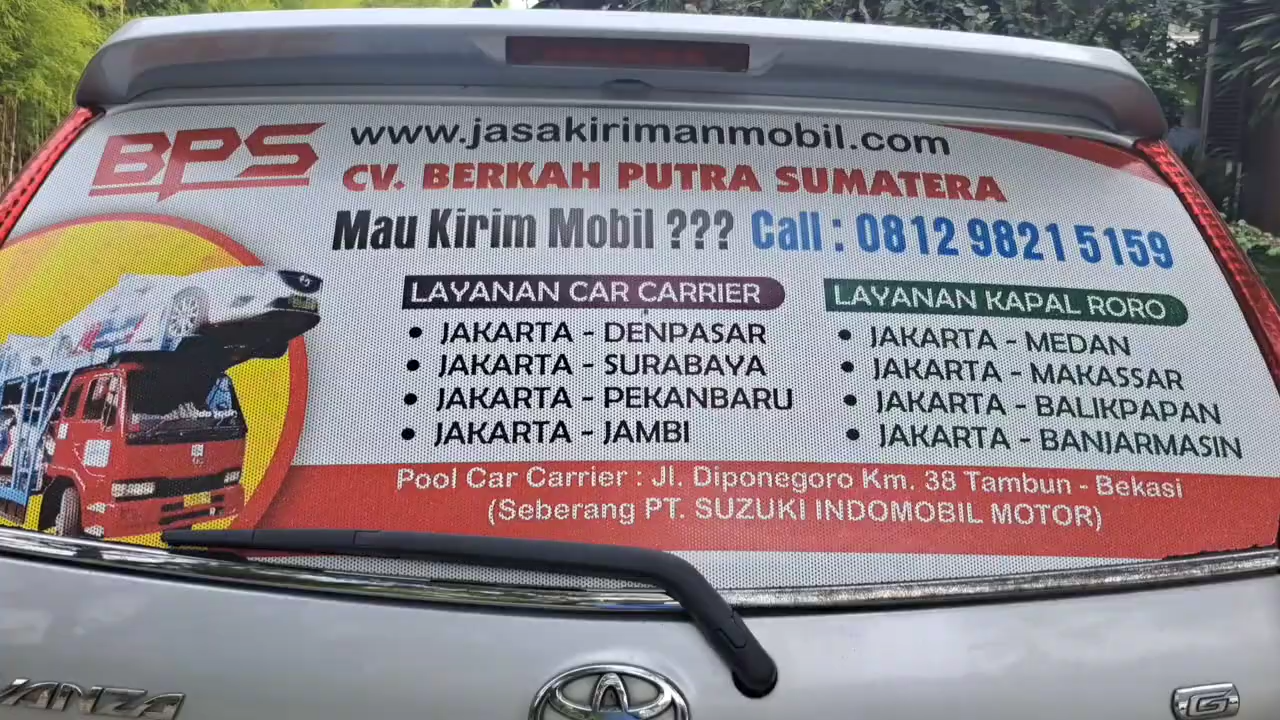 BPS
www.jasakirimanmobil.com
CV. BERKAH PUTRA SUMATERA
Mau Kirim Mobil ??? Call : 0812 9821 5159
LAYANAN CAR CARRIER
• JAKARTA - DENPASAR
• JAKARTA - SURABAYA
• JAKARTA - PEKANBARU
• JAKARTA - JAMBI
LAYANAN KAPAL RORO
• JAKARTA - MEDAN
• JAKARTA - MAKASSAR
• JAKARTA - BALIKPAPAN
• JAKARTA - BANJARMASIN
Pool Car Carrier : Jl. Diponegoro Km. 38 Tambun - Bekasi
(Seberang PT. SUZUKI INDOMOBIL MOTOR)
VANZA
G